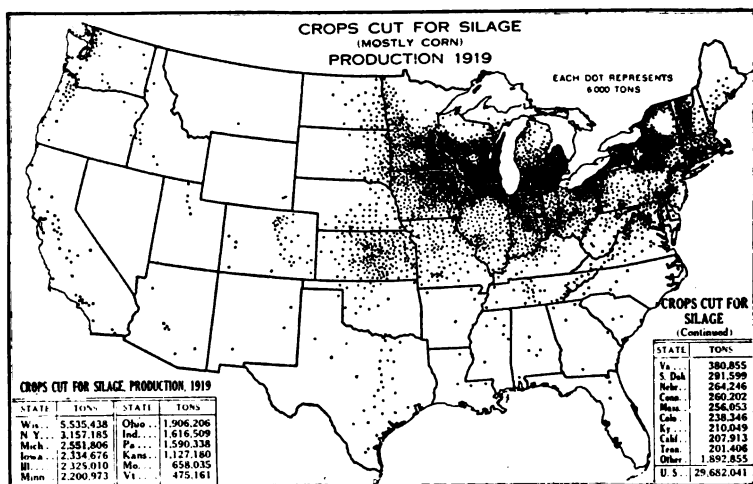 CROPS CUT FOR SILAGE
(MOSTLY CORN)
PRODUCTION 1919
EACH DOT REPRESENTS
6000 TONS
CROPS CUT FOR SILAGE, PRODUCTION, 1919
STATE TONS STATE TONS
Wis... 5,535,438 Ohio.. 1,906,206
N Y... 3,157,185 Ind... 1,616,509
Mich.. 2,551,806 Pa... 1,590,338
Iowa.. 2,334,676 Kans.. 1,127,180
Ill... 2,325,010 Mo... 658,035
Minn 2,200,973 Vt... 475,161
CROPS CUT FOR
SILAGE
(Continued)
STATE TONS
Va... 380,855
S. Dak 281,599
Nebr.. 264,246
Conn. 260,202
Mass. 256,053
Colo. 238,346
Ky... 210,049
Calif. 207,913
Tenn. 201,406
Other. 1,892,855
U. S.. 29,682,041